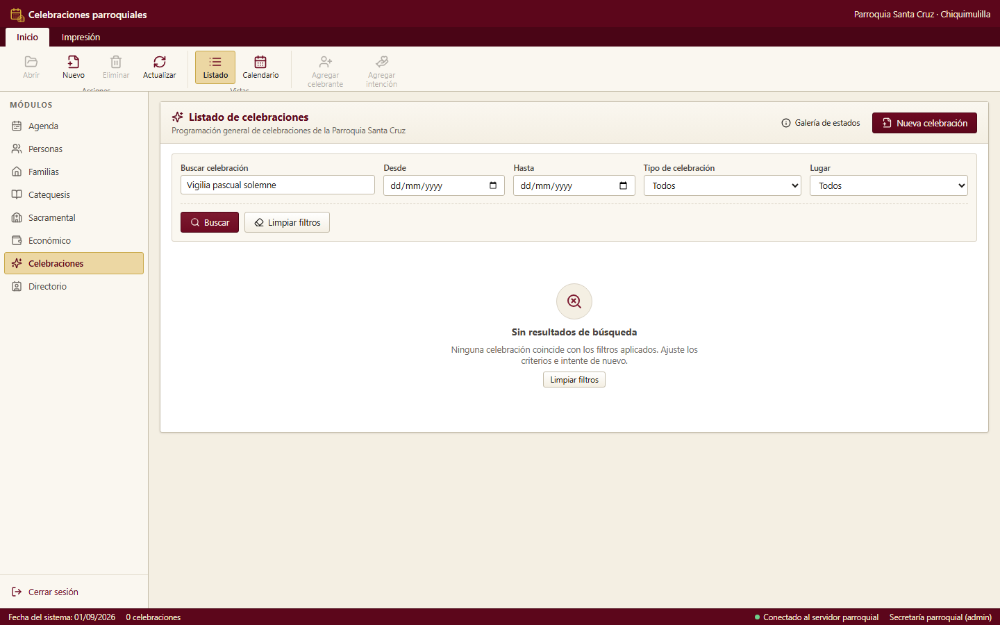 Celebraciones parroquiales
Parroquia Santa Cruz · Chiquimulilla
Inicio
Impresión
Abrir
Nuevo
Eliminar
Actualizar
Acciones
Listado
Calendario
Vistas
Agregar
celebrante
Agregar
intención
MÓDULOS
Agenda
Personas
Familias
Catequesis
Sacramental
Económico
Celebraciones
Directorio
Cerrar sesión
Listado de celebraciones
Programación general de celebraciones de la Parroquia Santa Cruz
Galería de estados
Nueva celebración
Buscar celebración
Desde
Hasta
Tipo de celebración
Lugar
Vigilia pascual solemne
dd/mm/yyyy
dd/mm/yyyy
Todos
Todos
Buscar
Limpiar filtros
Sin resultados de búsqueda
Ninguna celebración coincide con los filtros aplicados. Ajuste los
criterios e intente de nuevo.
Limpiar filtros
Fecha del sistema: 01/09/2026
0 celebraciones
Conectado al servidor parroquial
Secretaría parroquial (admin)